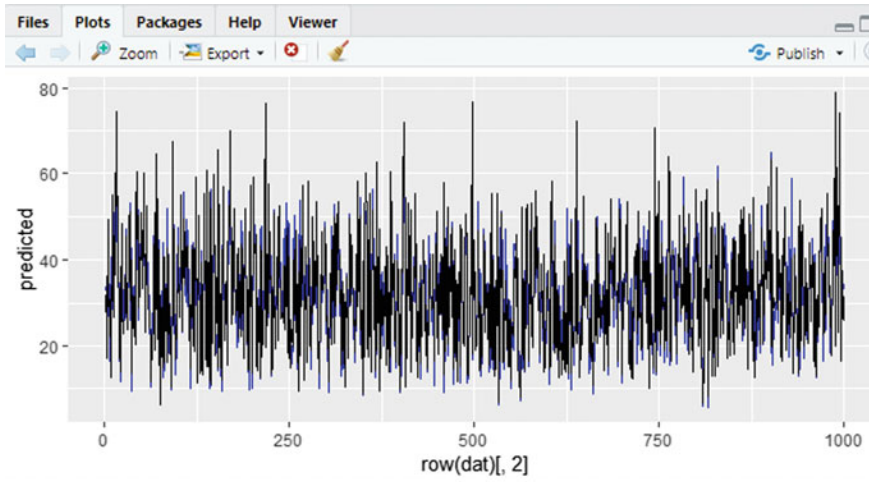 Files Plots Packages Help Viewer
Zoom Export Publish
80
60
40
20
predicted
0 250 500 750 1000
row(dat)[, 2]